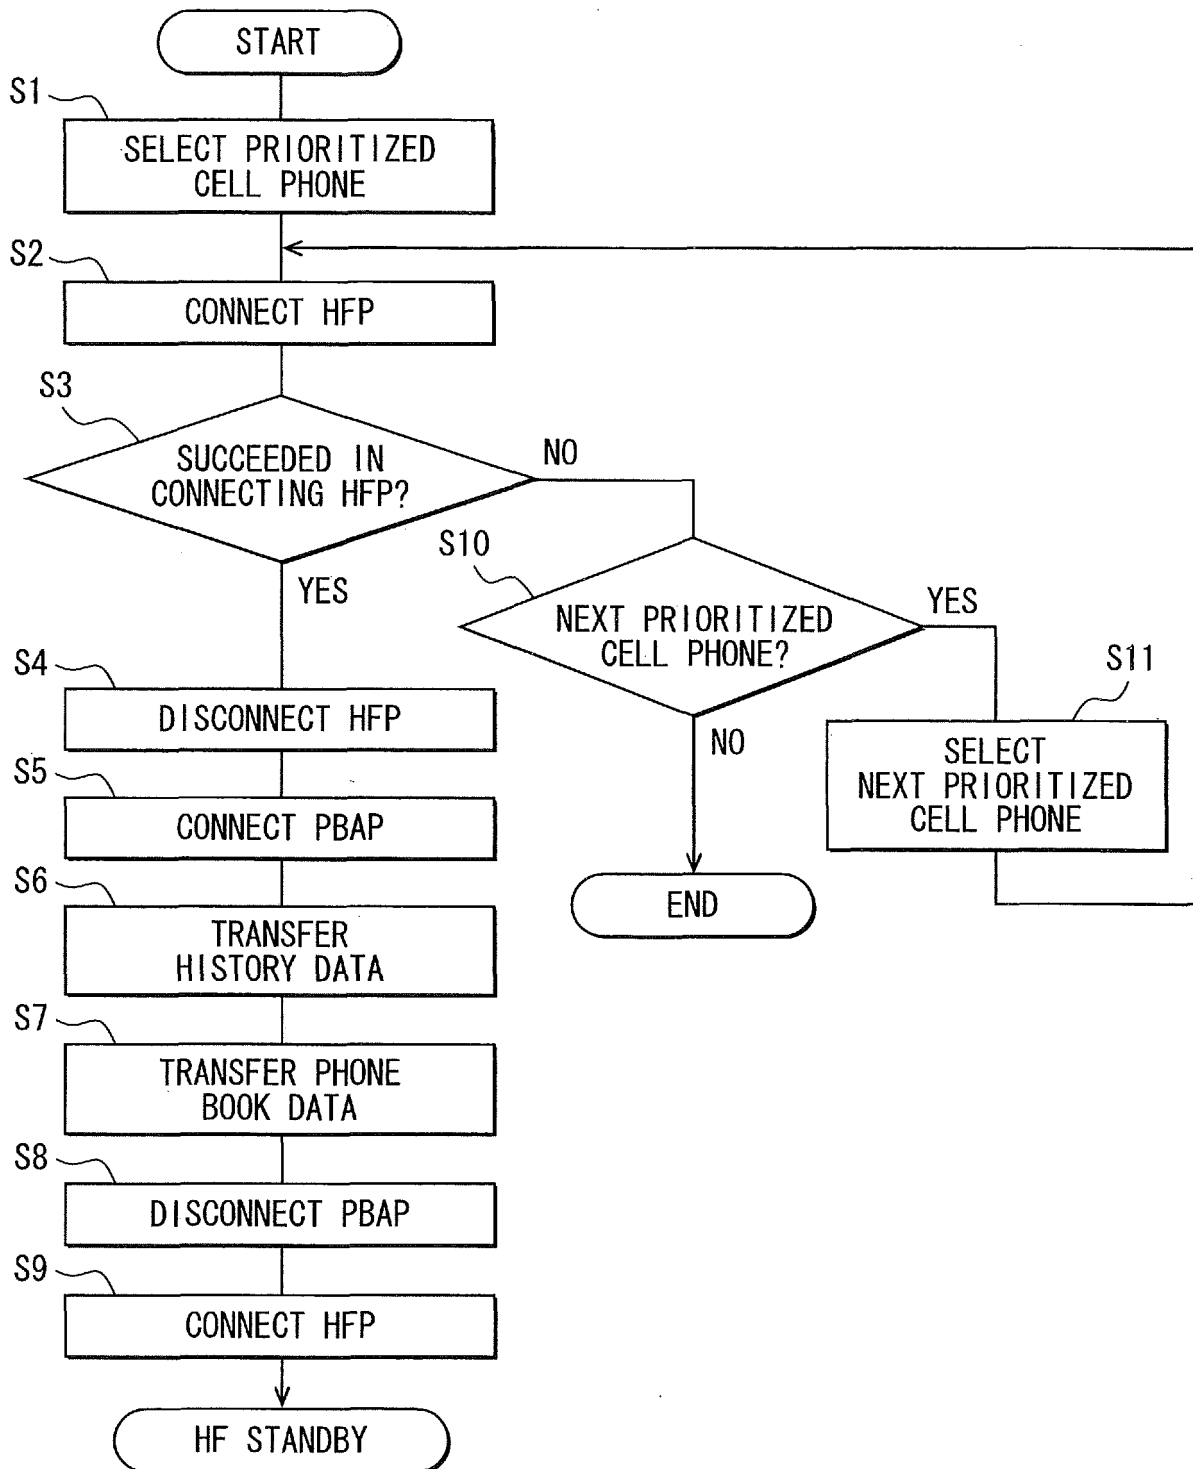 START
S1
SELECT PRIORITIZED
CELL PHONE
S2
CONNECT HFP
S3
SUCCEEDED IN
CONNECTING HFP?
NO
YES
S10
NEXT PRIORITIZED
CELL PHONE?
YES
NO
S11
SELECT
NEXT PRIORITIZED
CELL PHONE
END
S4
DISCONNECT HFP
S5
CONNECT PBAP
S6
TRANSFER
HISTORY DATA
S7
TRANSFER PHONE
BOOK DATA
S8
DISCONNECT PBAP
S9
CONNECT HFP
HF STANDBY